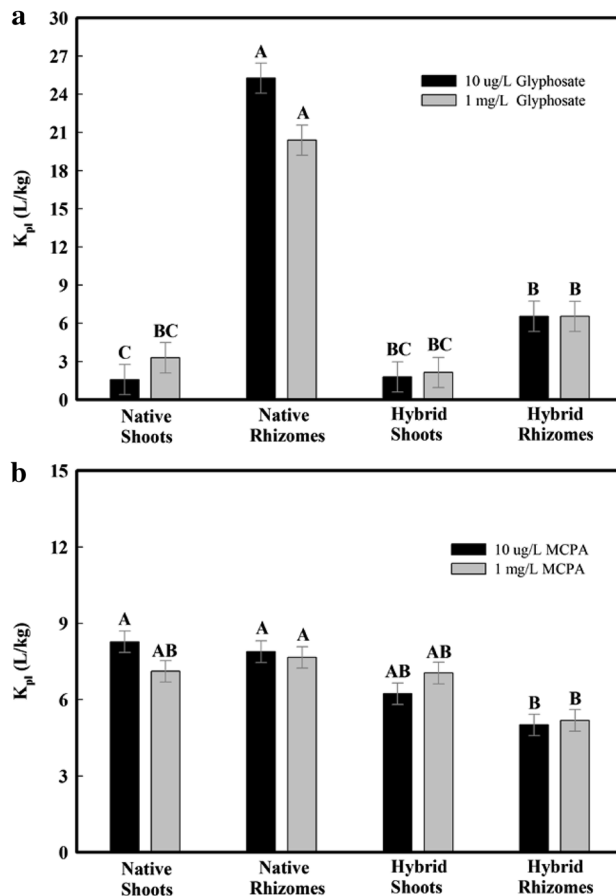 a
30
27
24
21
18
15
12
9
6
3
0
K_pl (L/kg)
10 ug/L Glyphosate
1 mg/L Glyphosate
C
BC
A
A
BC
BC
B
B
Native
Shoots
Native
Rhizomes
Hybrid
Shoots
Hybrid
Rhizomes
b
15
12
9
6
3
0
K_pl (L/kg)
10 ug/L MCPA
1 mg/L MCPA
A
AB
A
A
AB
AB
B
B
Native
Shoots
Native
Rhizomes
Hybrid
Shoots
Hybrid
Rhizomes